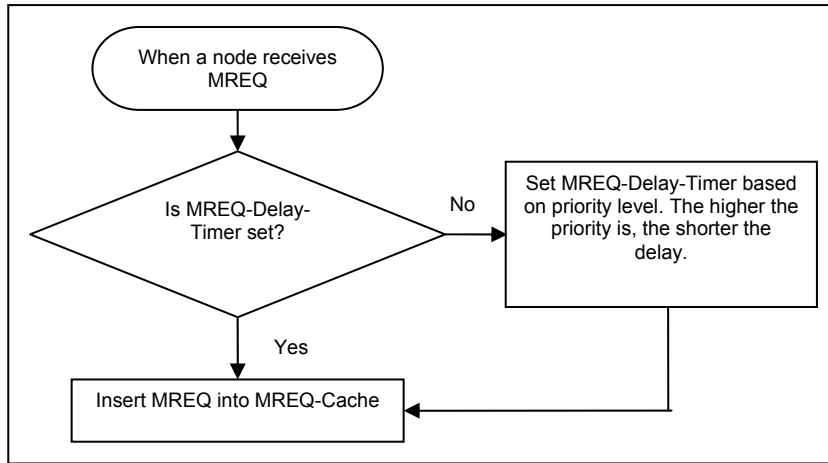 When a node receives
MREQ
Is MREQ-Delay-
Timer set?
No
Set MREQ-Delay-Timer based
on priority level. The higher the
priority is, the shorter the
delay.
Yes
Insert MREQ into MREQ-Cache